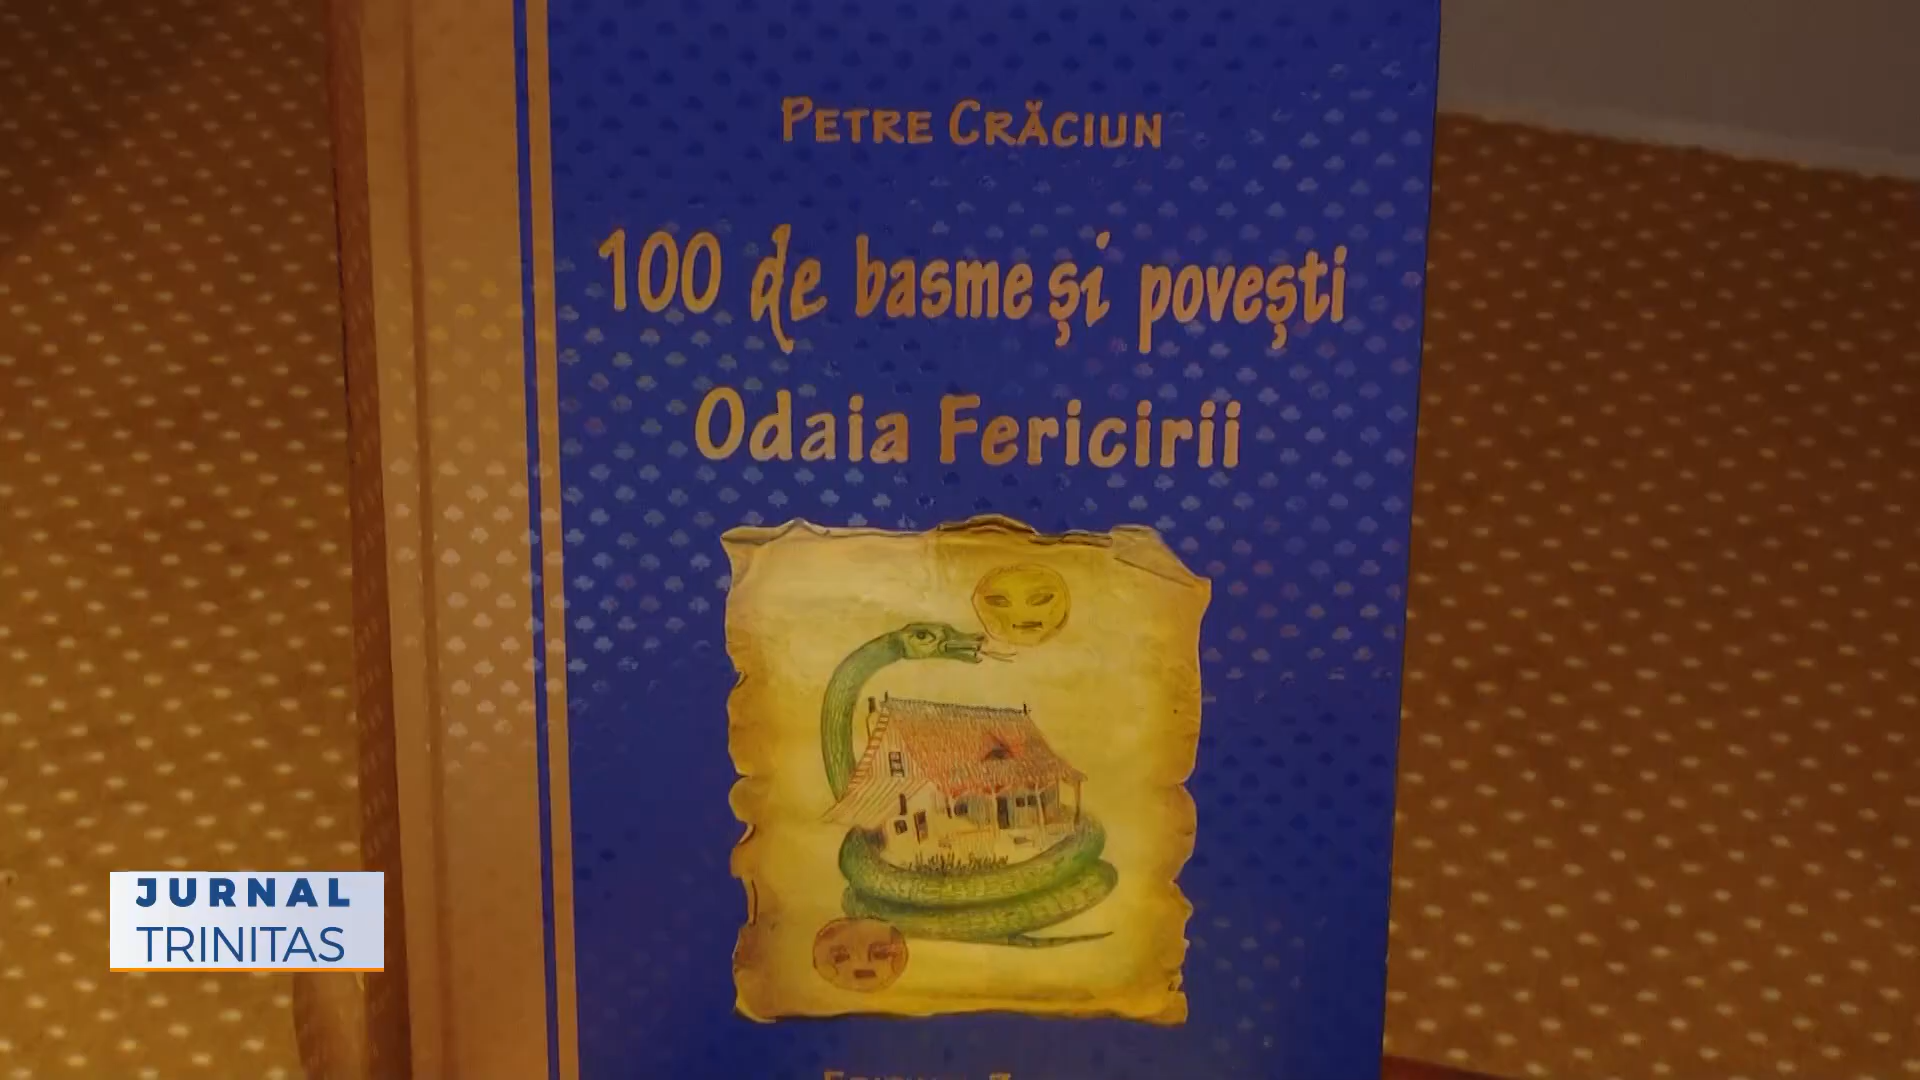 PETRE CRĂCIUN
100 de basme și povești
Odaia Fericirii
JURNAL
TRINITAS